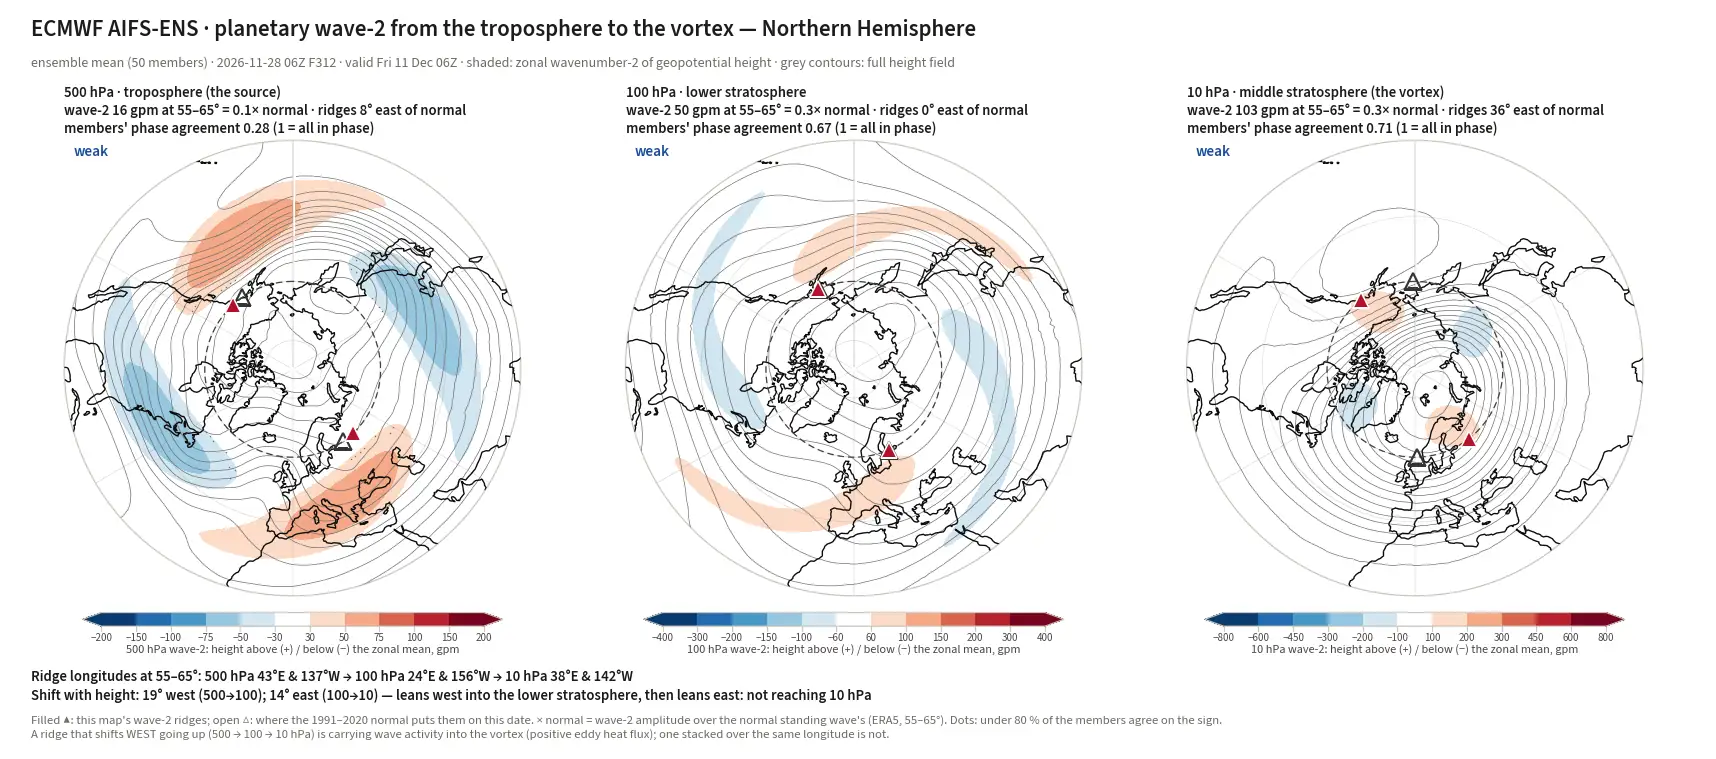 ECMWF AIFS-ENS · planetary wave-2 from the troposphere to the vortex — Northern Hemisphere
ensemble mean (50 members) · 2026-11-28 06Z F312 · valid Fri 11 Dec 06Z · shaded: zonal wavenumber-2 of geopotential height · grey contours: full height field
500 hPa · troposphere (the source)
wave-2 16 gpm at 55–65° = 0.1× normal · ridges 8° east of normal
members' phase agreement 0.28 (1 = all in phase)
weak
100 hPa · lower stratosphere
wave-2 50 gpm at 55–65° = 0.3× normal · ridges 0° east of normal
members' phase agreement 0.67 (1 = all in phase)
weak
10 hPa · middle stratosphere (the vortex)
wave-2 103 gpm at 55–65° = 0.3× normal · ridges 36° east of normal
members' phase agreement 0.71 (1 = all in phase)
weak
−200 −150 −100 −75 −50 −30 30 50 75 100 150 200
500 hPa wave-2: height above (+) / below (−) the zonal mean, gpm
−400 −300 −200 −150 −100 −60 60 100 150 200 300 400
100 hPa wave-2: height above (+) / below (−) the zonal mean, gpm
−800 −600 −450 −300 −200 −100 100 200 300 450 600 800
10 hPa wave-2: height above (+) / below (−) the zonal mean, gpm
Ridge longitudes at 55–65°: 500 hPa 43°E & 137°W → 100 hPa 24°E & 156°W → 10 hPa 38°E & 142°W
Shift with height: 19° west (500→100); 14° east (100→10) — leans west into the lower stratosphere, then leans east: not reaching 10 hPa
Filled ▲: this map's wave-2 ridges; open △: where the 1991–2020 normal puts them on this date. × normal = wave-2 amplitude over the normal standing wave's (ERA5, 55–65°). Dots: under 80 % of the members agree on the sign.
A ridge that shifts WEST going up (500 → 100 → 10 hPa) is carrying wave activity into the vortex (positive eddy heat flux); one stacked over the same longitude is not.